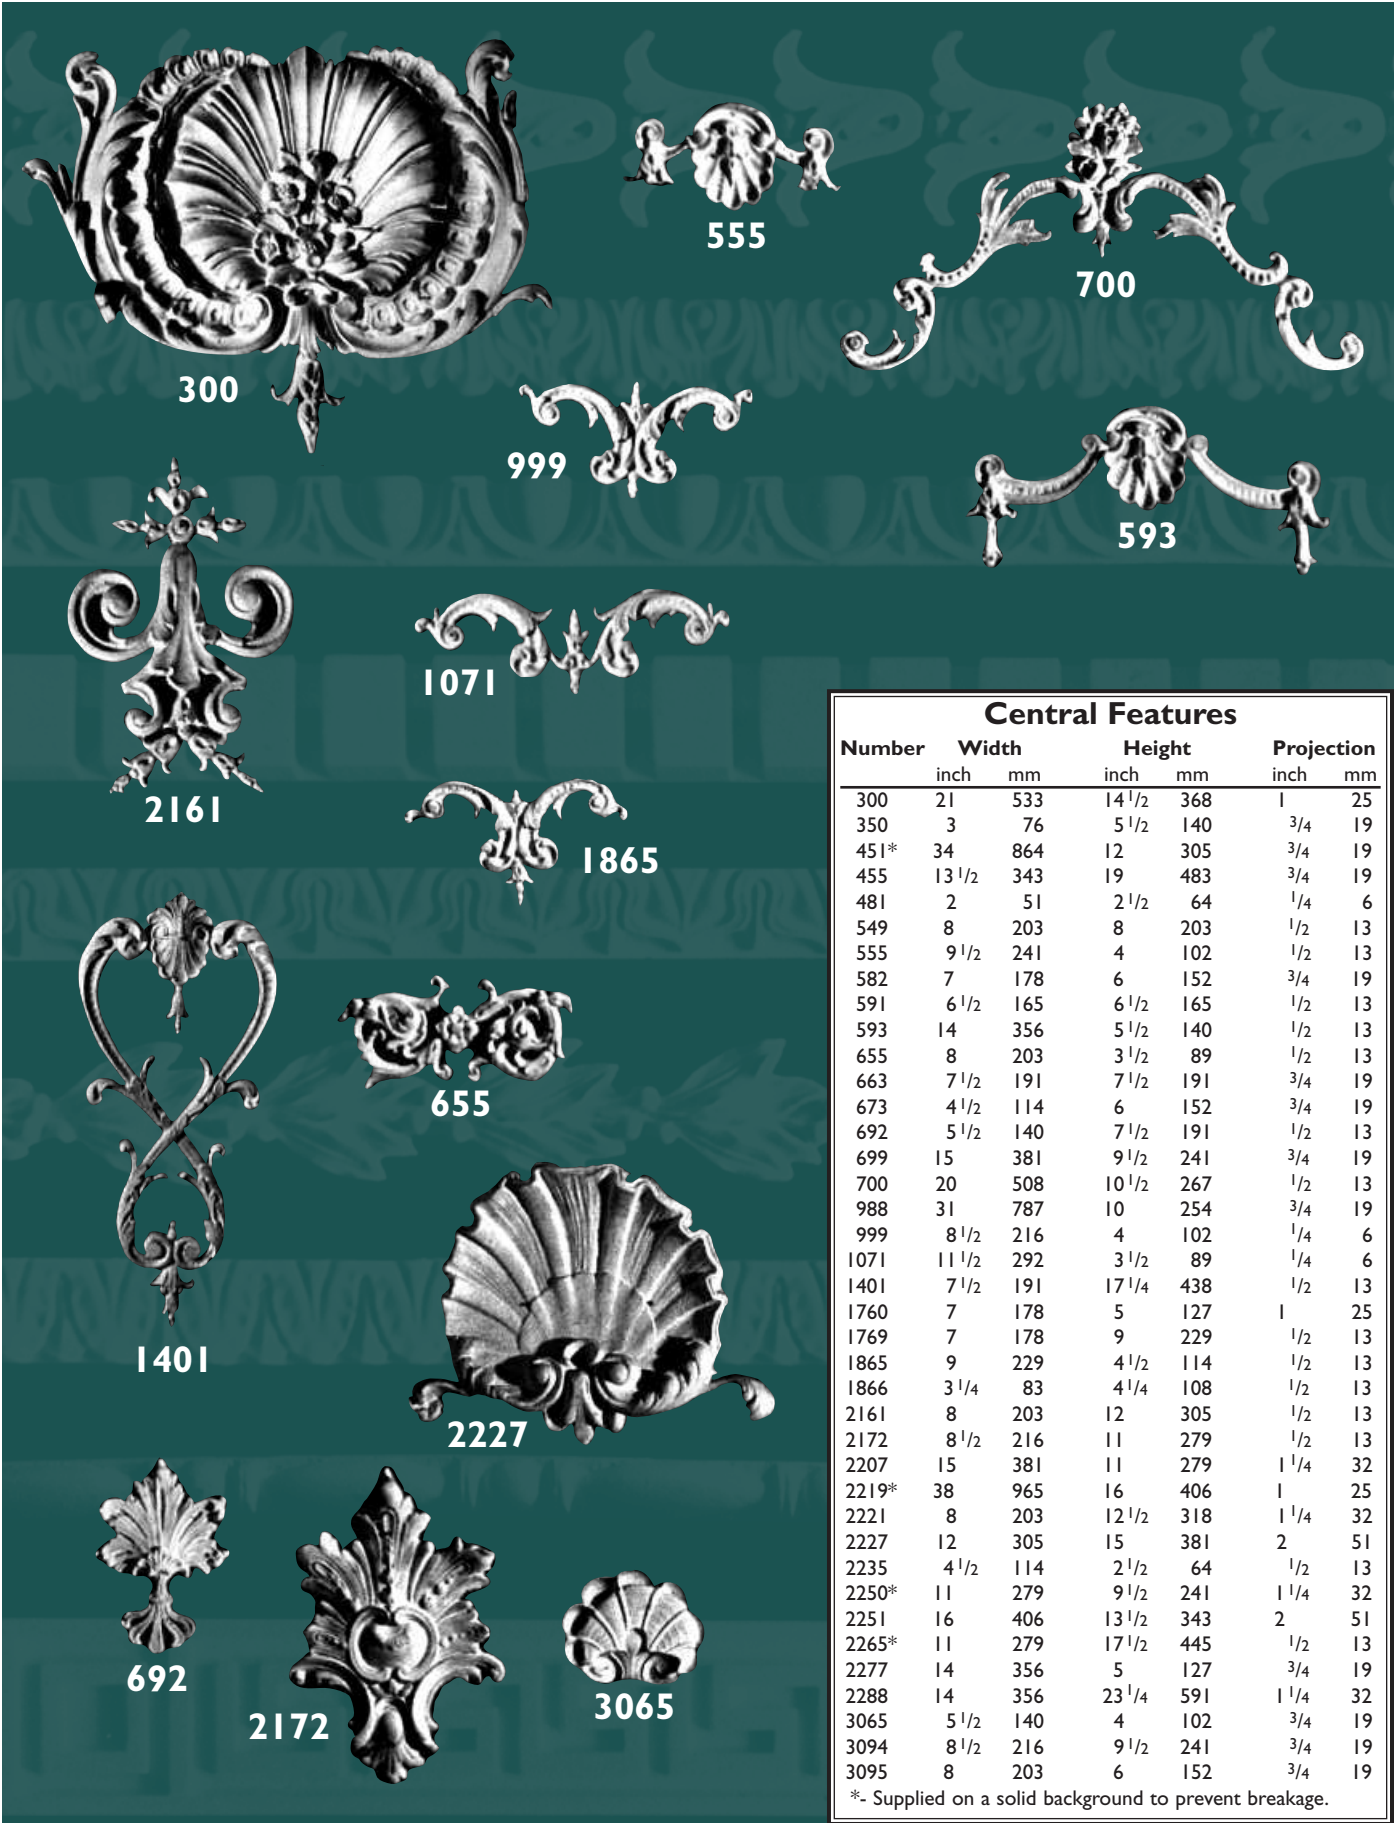 300
555
700
999
593
2161
1071
1865
1401
655
2227
692
2172
3065
Central Features
Number Width Height Projection
inch mm inch mm inch mm
300 21 533 14 1/2 368 1 25
350 3 76 5 1/2 140 3/4 19
451* 34 864 12 305 3/4 19
455 13 1/2 343 19 483 3/4 19
481 2 51 2 1/2 64 1/4 6
549 8 203 8 203 1/2 13
555 9 1/2 241 4 102 1/2 13
582 7 178 6 152 3/4 19
591 6 1/2 165 6 1/2 165 1/2 13
593 14 356 5 1/2 140 1/2 13
655 8 203 3 1/2 89 1/2 13
663 7 1/2 191 7 1/2 191 3/4 19
673 4 1/2 114 6 152 3/4 19
692 5 1/2 140 7 1/2 191 1/2 13
699 15 381 9 1/2 241 3/4 19
700 20 508 10 1/2 267 1/2 13
988 31 787 10 254 3/4 19
999 8 1/2 216 4 102 1/4 6
1071 11 1/2 292 3 1/2 89 1/4 6
1401 7 1/2 191 17 1/4 438 1/2 13
1760 7 178 5 127 1 25
1769 7 178 9 229 1/2 13
1865 9 229 4 1/2 114 1/2 13
1866 3 1/4 83 4 1/4 108 1/2 13
2161 8 203 12 305 1/2 13
2172 8 1/2 216 11 279 1/2 13
2207 15 381 11 279 1 1/4 32
2219* 38 965 16 406 1 25
2221 8 203 12 1/2 318 1 1/4 32
2227 12 305 15 381 2 51
2235 4 1/2 114 2 1/2 64 1/2 13
2250* 11 279 9 1/2 241 1 1/4 32
2251 16 406 13 1/2 343 2 51
2265* 11 279 17 1/2 445 1/2 13
2277 14 356 5 127 3/4 19
2288 14 356 23 1/4 591 1 1/4 32
3065 5 1/2 140 4 102 3/4 19
3094 8 1/2 216 9 1/2 241 3/4 19
3095 8 203 6 152 3/4 19
*- Supplied on a solid background to prevent breakage.